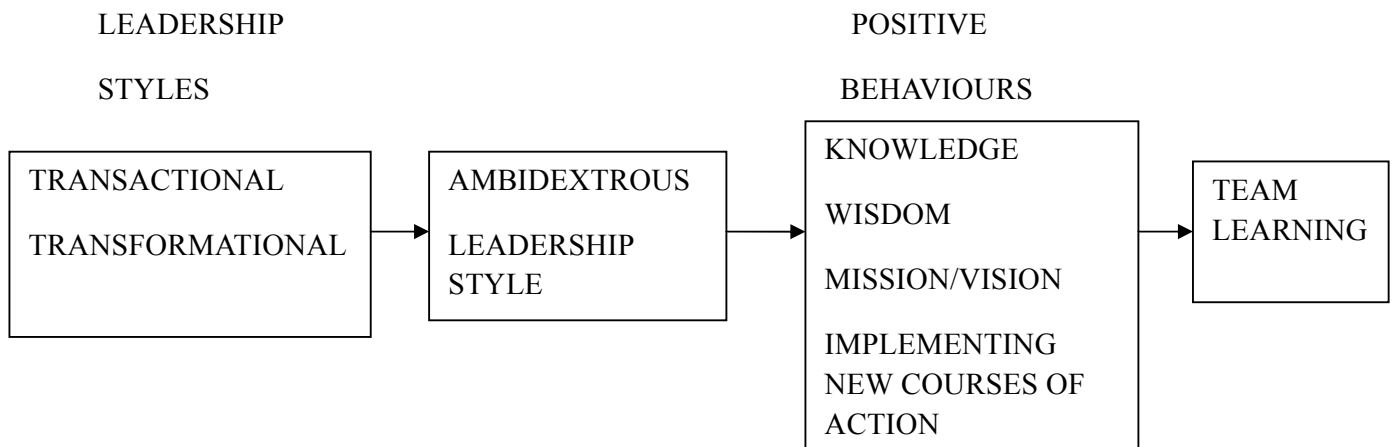 LEADERSHIP
STYLES
TRANSACTIONAL
TRANSFORMATIONAL
AMBIDEXTROUS
LEADERSHIP
STYLE
POSITIVE
BEHAVIOURS
KNOWLEDGE
WISDOM
MISSION/VISION
IMPLEMENTING
NEW COURSES OF
ACTION
TEAM
LEARNING